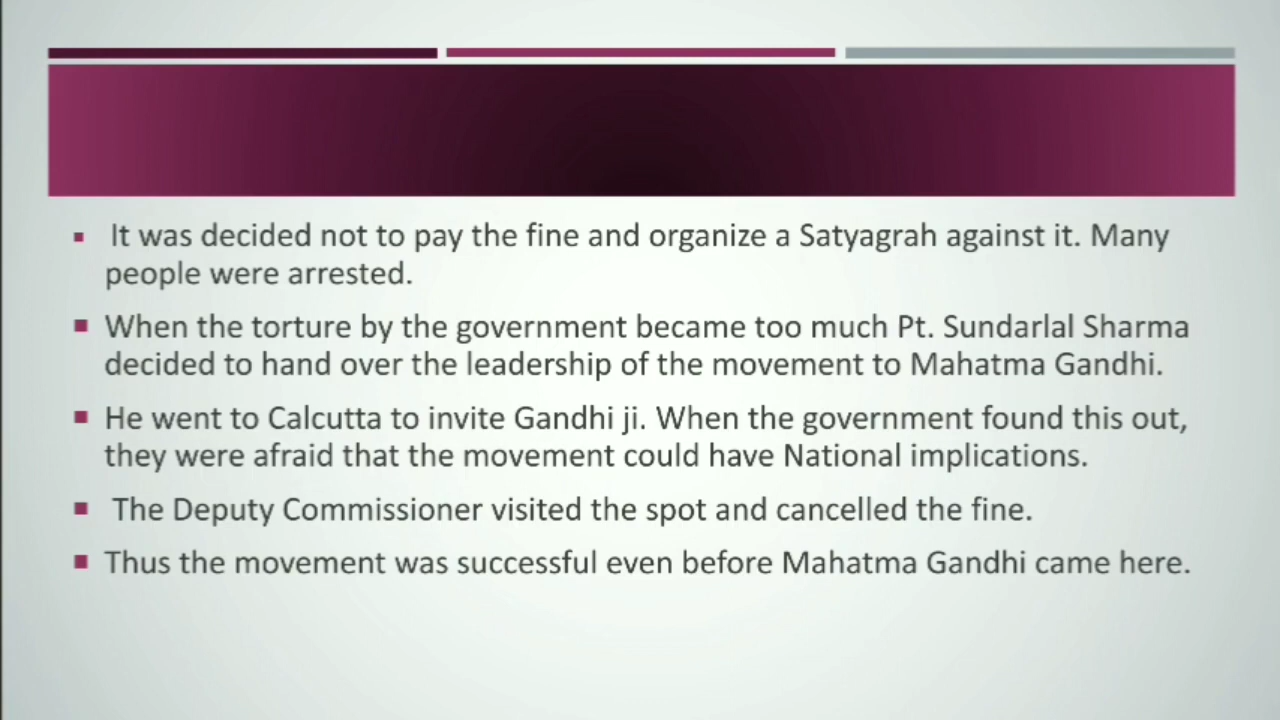 It was decided not to pay the fine and organize a Satyagrah against it. Many
people were arrested.
When the torture by the government became too much Pt. Sundarlal Sharma
decided to hand over the leadership of the movement to Mahatma Gandhi.
He went to Calcutta to invite Gandhi ji. When the government found this out,
they were afraid that the movement could have National implications.
The Deputy Commissioner visited the spot and cancelled the fine.
Thus the movement was successful even before Mahatma Gandhi came here.